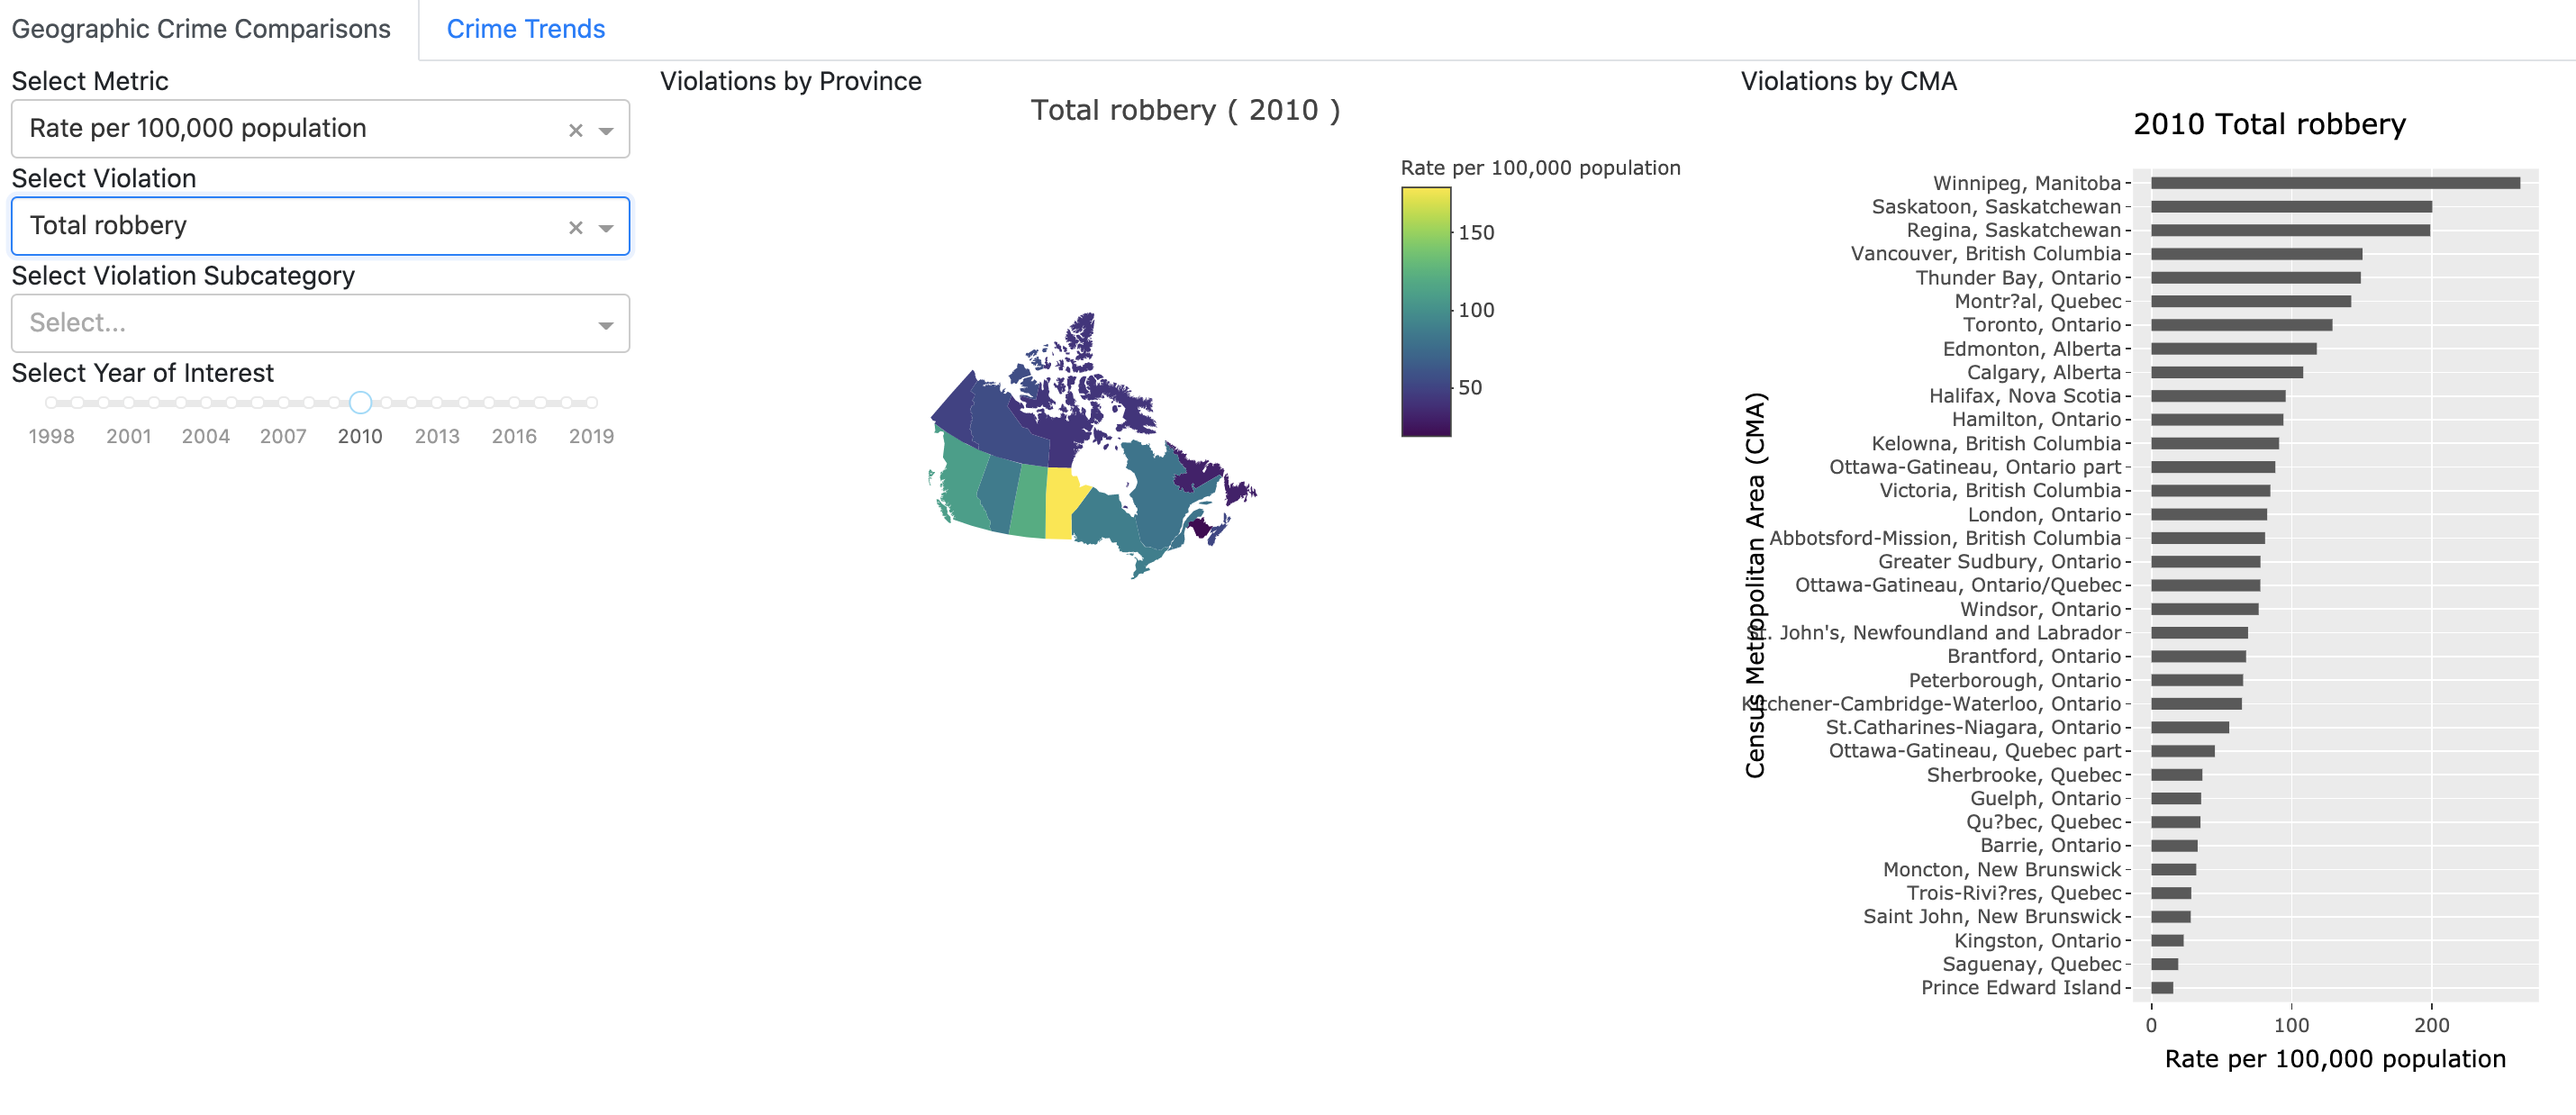 Geographic Crime Comparisons
Crime Trends
Select Metric
Rate per 100,000 population
Select Violation
Total robbery
Select Violation Subcategory
Select...
Select Year of Interest
1998 2001 2004 2007 2010 2013 2016 2019
Violations by Province
Total robbery ( 2010 )
Rate per 100,000 population
150
100
50
Violations by CMA
2010 Total robbery
Census Metropolitan Area (CMA)
Winnipeg, Manitoba
Saskatoon, Saskatchewan
Regina, Saskatchewan
Vancouver, British Columbia
Thunder Bay, Ontario
Montr?al, Quebec
Toronto, Ontario
Edmonton, Alberta
Calgary, Alberta
Halifax, Nova Scotia
Hamilton, Ontario
Kelowna, British Columbia
Ottawa-Gatineau, Ontario part
Victoria, British Columbia
London, Ontario
Abbotsford-Mission, British Columbia
Greater Sudbury, Ontario
Ottawa-Gatineau, Ontario/Quebec
Windsor, Ontario
St. John's, Newfoundland and Labrador
Brantford, Ontario
Peterborough, Ontario
Kitchener-Cambridge-Waterloo, Ontario
St.Catharines-Niagara, Ontario
Ottawa-Gatineau, Quebec part
Sherbrooke, Quebec
Guelph, Ontario
Qu?bec, Quebec
Barrie, Ontario
Moncton, New Brunswick
Trois-Rivi?res, Quebec
Saint John, New Brunswick
Kingston, Ontario
Saguenay, Quebec
Prince Edward Island
0 100 200
Rate per 100,000 population